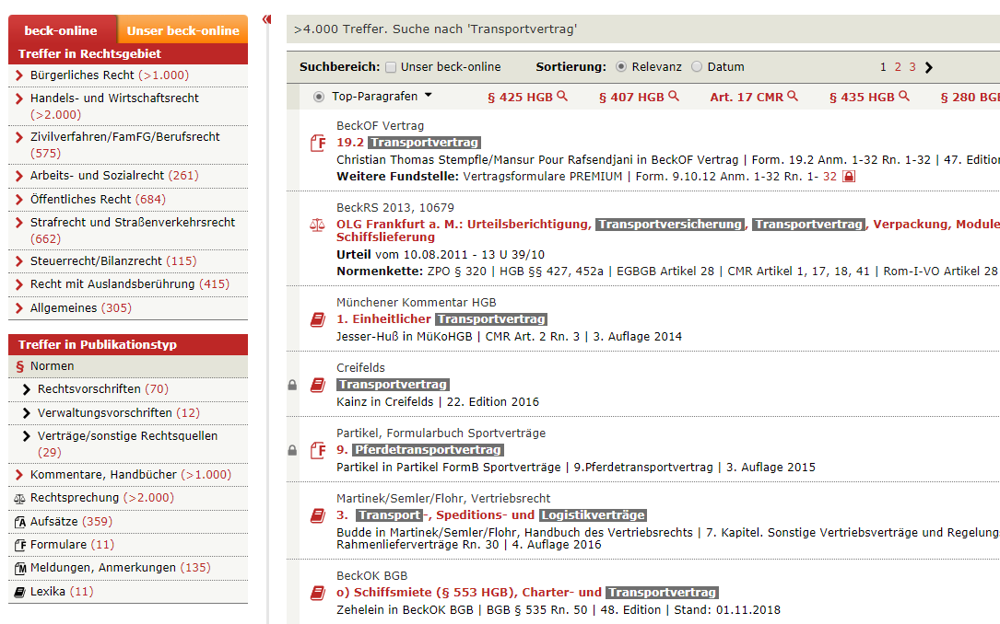 beck-online
Unser beck-online
Treffer in Rechtsgebiet
Bürgerliches Recht (>1.000)
Handels- und Wirtschaftsrecht
(>2.000)
Zivilverfahren/FamFG/Berufsrecht
(575)
Arbeits- und Sozialrecht (261)
Öffentliches Recht (684)
Strafrecht und Straßenverkehrsrecht
(662)
Steuerrecht/Bilanzrecht (115)
Recht mit Auslandsberührung (415)
Allgemeines (305)
Treffer in Publikationstyp
§ Normen
Rechtsvorschriften (70)
Verwaltungsvorschriften (12)
Verträge/sonstige Rechtsquellen
(29)
Kommentare, Handbücher (>1.000)
Rechtsprechung (>2.000)
A Aufsätze (359)
F Formulare (11)
M Meldungen, Anmerkungen (135)
Lexika (11)
>4.000 Treffer. Suche nach 'Transportvertrag'
Suchbereich: Unser beck-online Sortierung: Relevanz Datum 1 2 3
Top-Paragrafen § 425 HGB § 407 HGB Art. 17 CMR § 435 HGB § 280 BGB
BeckOF Vertrag
F 19.2 Transportvertrag
Christian Thomas Stempfle/Mansur Pour Rafsendjani in BeckOF Vertrag | Form. 19.2 Anm. 1-32 Rn. 1-32 | 47. Edition
Weitere Fundstelle: Vertragsformulare PREMIUM | Form. 9.10.12 Anm. 1-32 Rn. 1- 32
BeckRS 2013, 10679
OLG Frankfurt a. M.: Urteilsberichtigung, Transportversicherung, Transportvertrag, Verpackung, Module
Schiffslieferung
Urteil vom 10.08.2011 - 13 U 39/10
Normenkette: ZPO § 320 | HGB §§ 427, 452a | EGBGB Artikel 28 | CMR Artikel 1, 17, 18, 41 | Rom-I-VO Artikel 28
Münchener Kommentar HGB
1. Einheitlicher Transportvertrag
Jesser-Huß in MüKoHGB | CMR Art. 2 Rn. 3 | 3. Auflage 2014
Creifelds
Transportvertrag
Kainz in Creifelds | 22. Edition 2016
Partikel, Formularbuch Sportverträge
F 9. Pferdetransportvertrag
Partikel in Partikel FormB Sportverträge | 9.Pferdetransportvertrag | 3. Auflage 2015
Martinek/Semler/Flohr, Vertriebsrecht
3. Transport-, Speditions- und Logistikverträge
Budde in Martinek/Semler/Flohr, Handbuch des Vertriebsrechts | 7. Kapitel. Sonstige Vertriebsverträge und Regelungs
Rahmenlieferverträge Rn. 30 | 4. Auflage 2016
BeckOK BGB
o) Schiffsmiete (§ 553 HGB), Charter- und Transportvertrag
Zehelein in BeckOK BGB | BGB § 535 Rn. 50 | 48. Edition | Stand: 01.11.2018